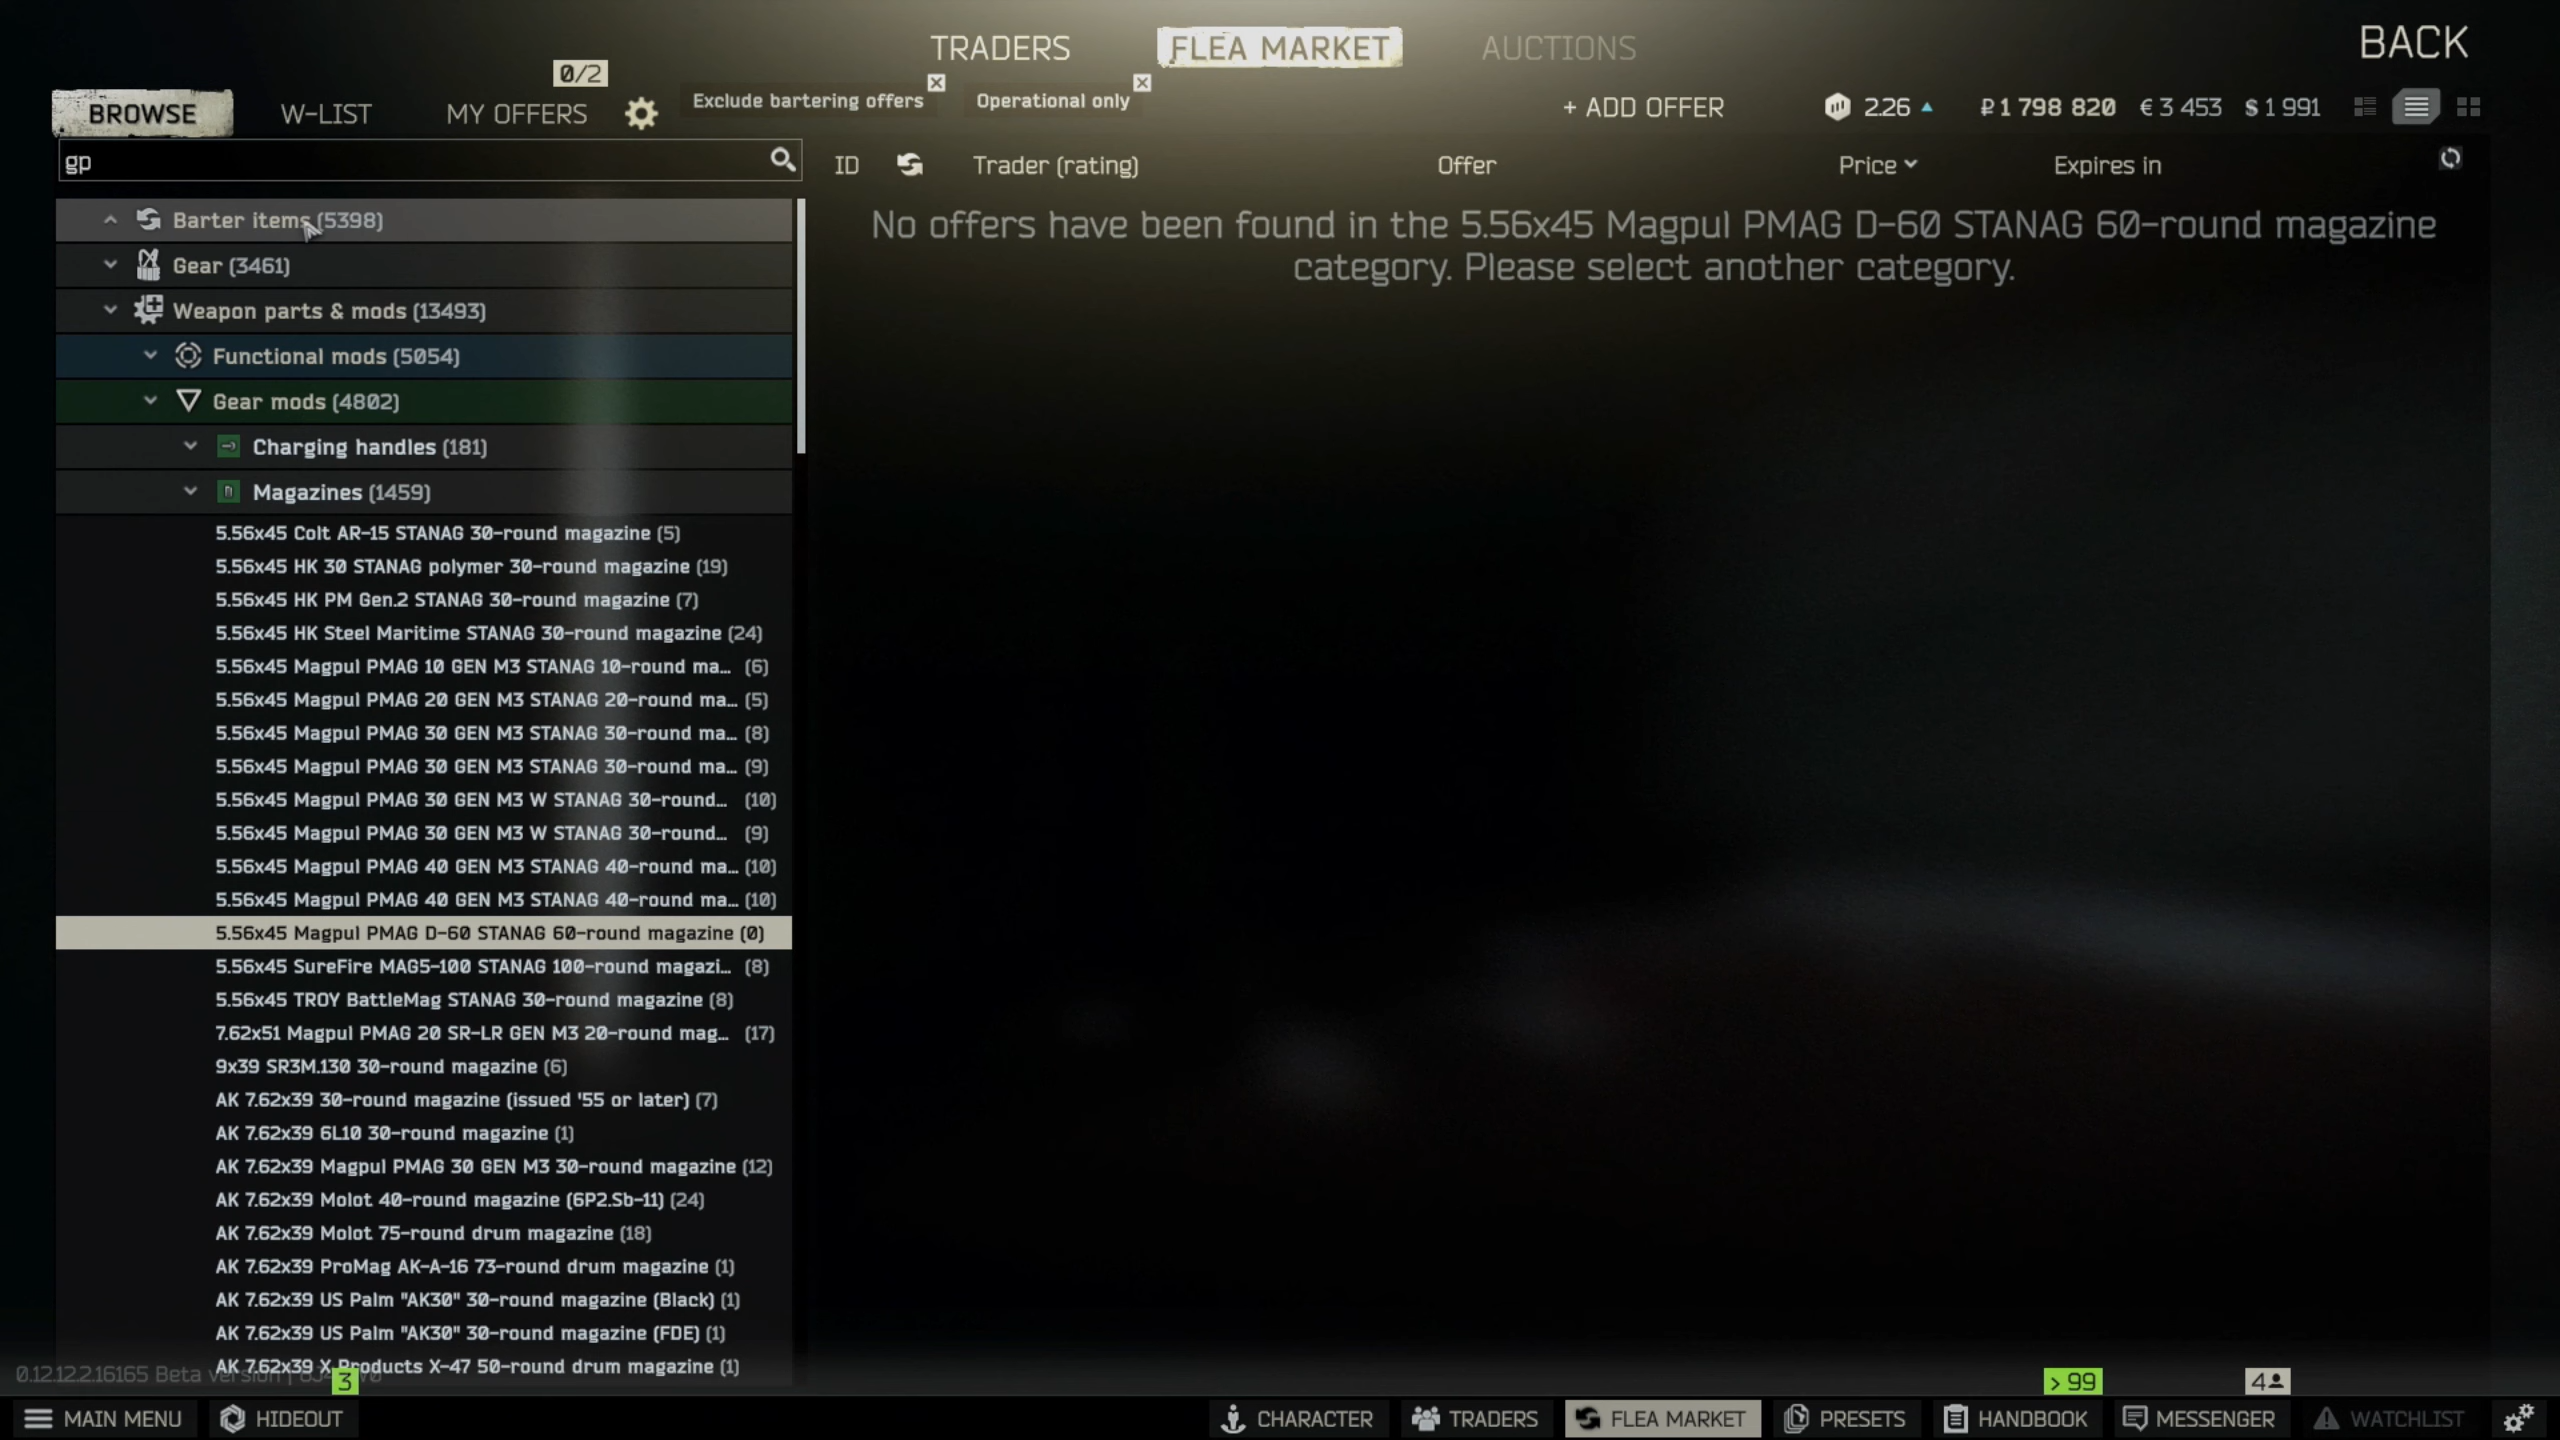 TRADERS
FLEA MARKET
AUCTIONS
BACK
0/2
BROWSE
W-LIST
MY OFFERS
Exclude bartering offers
Operational only
+ ADD OFFER
2.26
₽ 1 798 820
€ 3 453
$ 1 991
gp
ID
Trader (rating)
Offer
Price
Expires in
No offers have been found in the 5.56x45 Magpul PMAG D-60 STANAG 60-round magazine
category. Please select another category.
Barter items (5398)
Gear (3461)
Weapon parts & mods (13493)
Functional mods (5054)
Gear mods (4802)
Charging handles (181)
Magazines (1459)
5.56x45 Colt AR-15 STANAG 30-round magazine (5)
5.56x45 HK 30 STANAG polymer 30-round magazine (19)
5.56x45 HK PM Gen.2 STANAG 30-round magazine (7)
5.56x45 HK Steel Maritime STANAG 30-round magazine (24)
5.56x45 Magpul PMAG 10 GEN M3 STANAG 10-round ma... (6)
5.56x45 Magpul PMAG 20 GEN M3 STANAG 20-round ma... (5)
5.56x45 Magpul PMAG 30 GEN M3 STANAG 30-round ma... (8)
5.56x45 Magpul PMAG 30 GEN M3 STANAG 30-round ma... (9)
5.56x45 Magpul PMAG 30 GEN M3 W STANAG 30-round... (10)
5.56x45 Magpul PMAG 30 GEN M3 W STANAG 30-round... (9)
5.56x45 Magpul PMAG 40 GEN M3 STANAG 40-round ma... (10)
5.56x45 Magpul PMAG 40 GEN M3 STANAG 40-round ma... (10)
5.56x45 Magpul PMAG D-60 STANAG 60-round magazine (0)
5.56x45 SureFire MAG5-100 STANAG 100-round magazi... (8)
5.56x45 TROY BattleMag STANAG 30-round magazine (8)
7.62x51 Magpul PMAG 20 SR-LR GEN M3 20-round mag... (17)
9x39 SR3M.130 30-round magazine (6)
AK 7.62x39 30-round magazine (issued '55 or later) (7)
AK 7.62x39 6L10 30-round magazine (1)
AK 7.62x39 Magpul PMAG 30 GEN M3 30-round magazine (12)
AK 7.62x39 Molot 40-round magazine (6P2.Sb-11) (24)
AK 7.62x39 Molot 75-round drum magazine (18)
AK 7.62x39 ProMag AK-A-16 73-round drum magazine (1)
AK 7.62x39 US Palm "AK30" 30-round magazine (Black) (1)
AK 7.62x39 US Palm "AK30" 30-round magazine (FDE) (1)
AK 7.62x39 X Products X-47 50-round drum magazine (1)
0.12.12.2.16165 Beta version |
3
> 99
4
MAIN MENU
HIDEOUT
CHARACTER
TRADERS
FLEA MARKET
PRESETS
HANDBOOK
MESSENGER
WATCHLIST